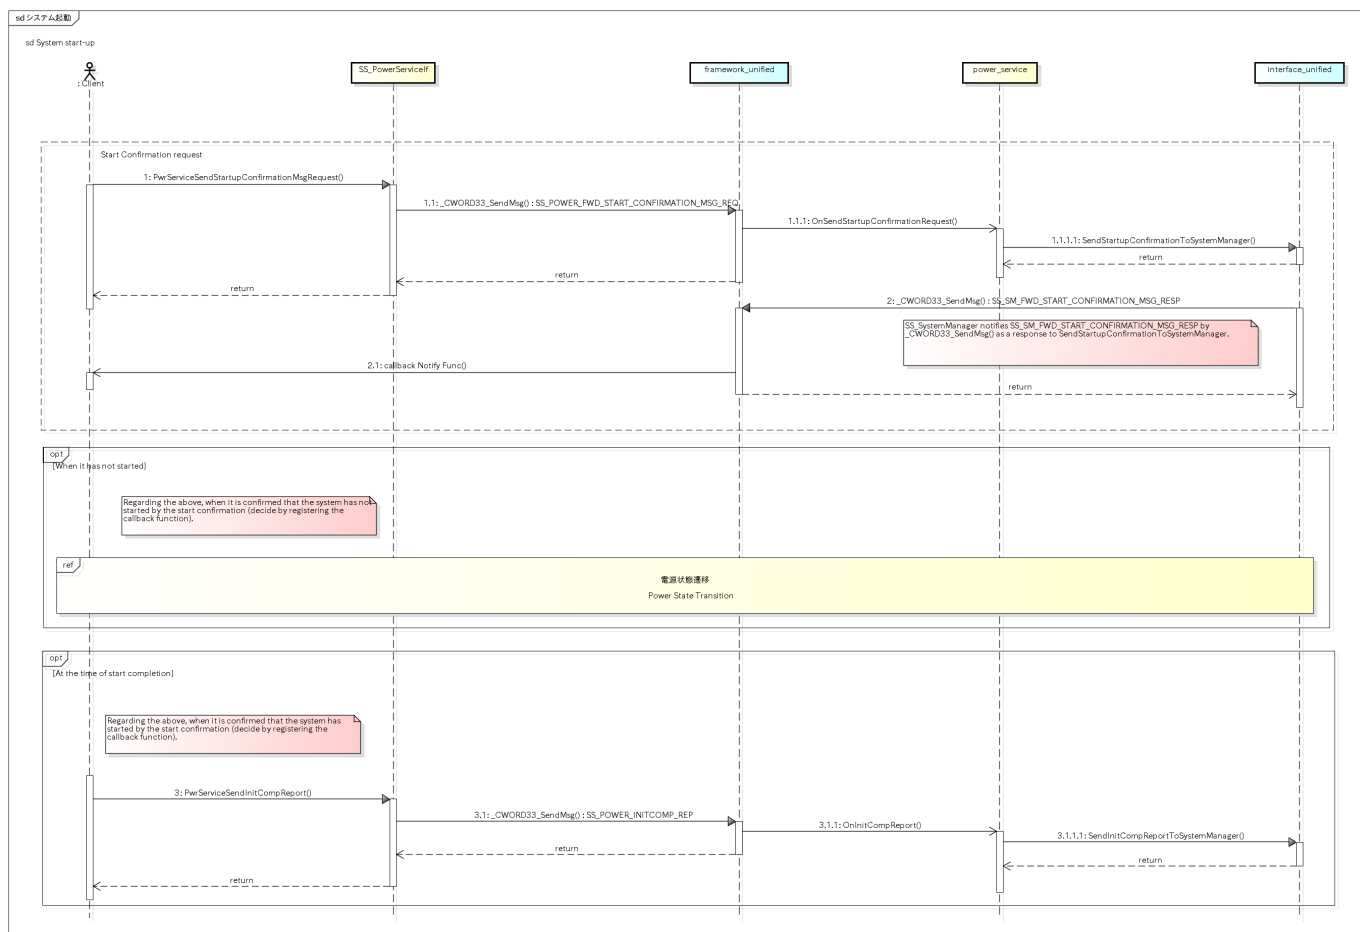 sd システム起動
sd System start-up
: Client
SS_PowerServiceIf
framework_unified
power_service
interface_unified
Start Confirmation request
1: PwrServiceSendStartupConfirmationMsgRequest()
1.1: _CWORD33_SendMsg() : SS_POWER_FWD_START_CONFIRMATION_MSG_REQ
1.1.1: OnSendStartupConfirmationRequest()
1.1.1.1: SendStartupConfirmationToSystemManager()
return
return
return
2: _CWORD33_SendMsg() : SS_SM_FWD_START_CONFIRMATION_MSG_RESP
SS_SystemManager notifies SS_SM_FWD_START_CONFIRMATION_MSG_RESP by
_CWORD33_SendMsg() as a response to SendStartupConfirmationToSystemManager.
2.1: callback Notify Func()
return
opt
[When it has not started]
Regarding the above, when it is confirmed that the system has not
started by the start confirmation (decide by registering the
callback function).
ref
電源状態遷移
Power State Transition
opt
[At the time of start completion]
Regarding the above, when it is confirmed that the system has
started by the start confirmation (decide by registering the
callback function).
3: PwrServiceSendInitCompReport()
3.1: _CWORD33_SendMsg() : SS_POWER_INITCOMP_REP
3.1.1: OnInitCompReport()
3.1.1.1: SendInitCompReportToSystemManager()
return
return
return